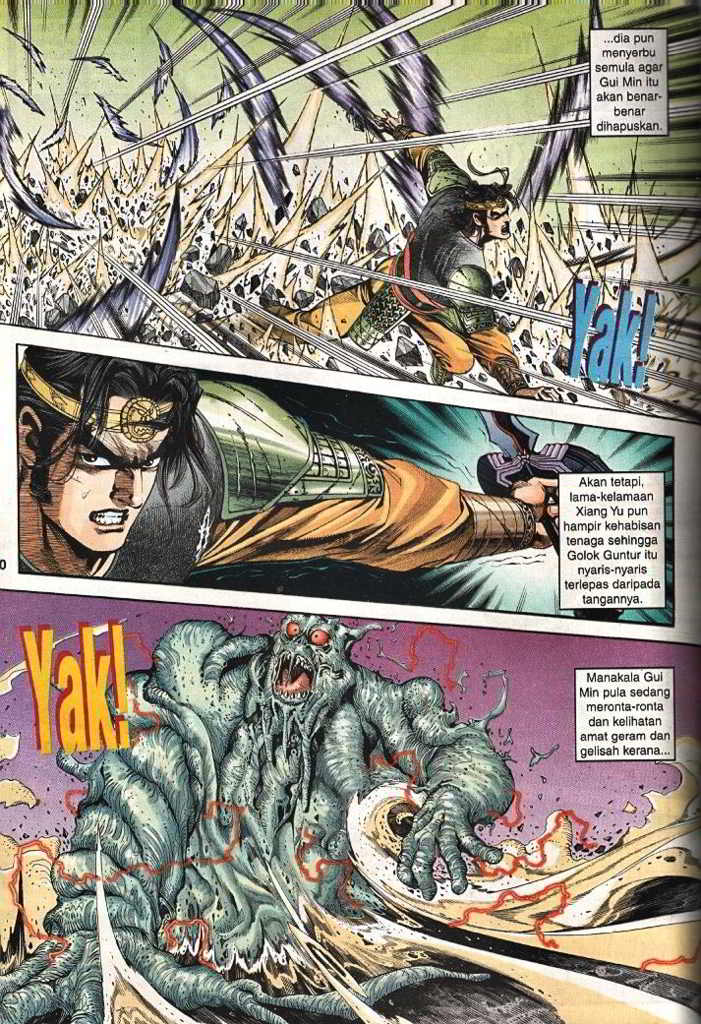 ...dia pun
menyerbu
semula agar
Gui Min itu
akan benar-
benar
dihapuskan.
Yak!
Akan tetapi,
lama-kelamaan
Xiang Yu pun
hampir kehabisan
tenaga sehingga
Golok Guntur itu
nyaris-nyaris
terlepas daripada
tangannya.
0
Yak!
Manakala Gui
Min pula sedang
meronta-ronta
dan kelihatan
amat geram dan
gelisah kerana...